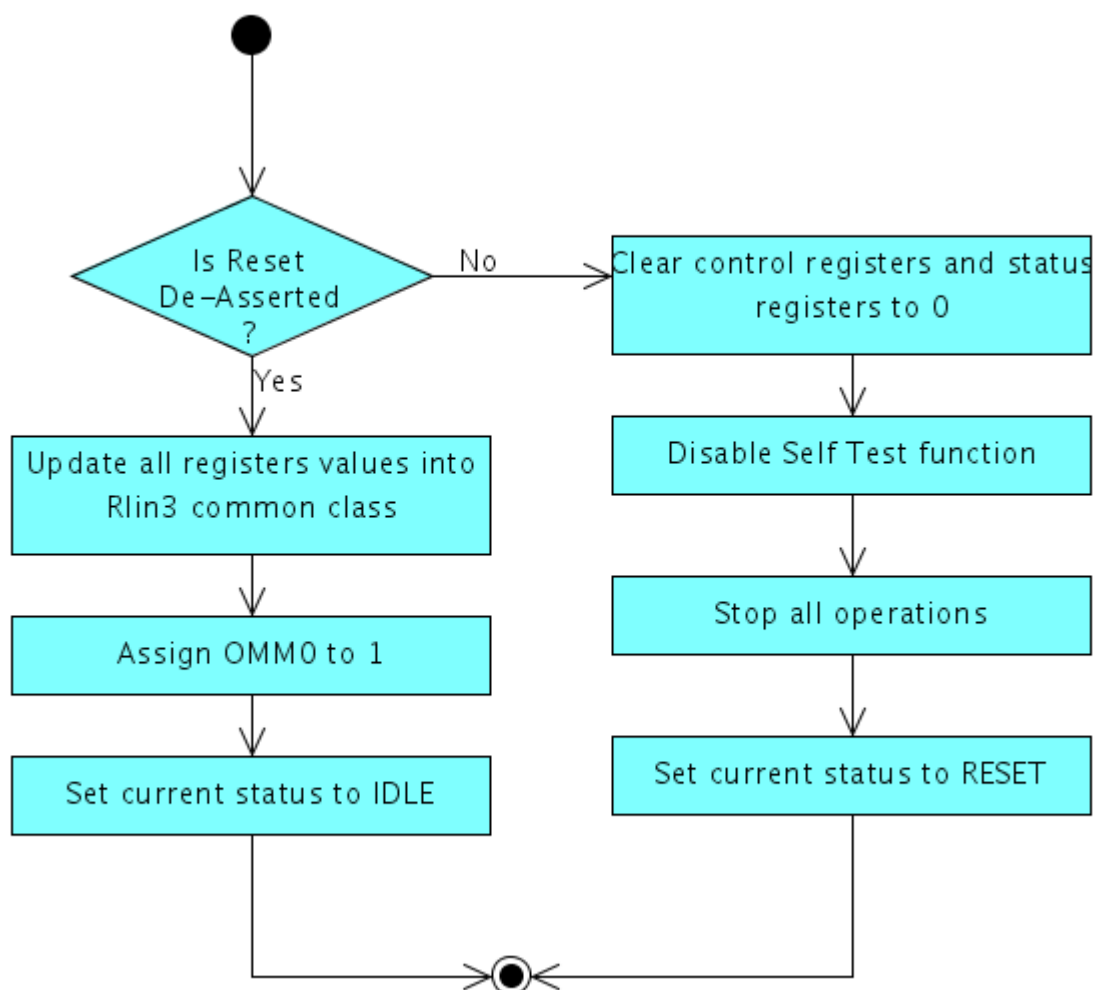 Is Reset
De-Asserted
?
No
Yes
Clear control registers and status
registers to 0
Update all registers values into
Rlin3 common class
Disable Self Test function
Assign OMM0 to 1
Stop all operations
Set current status to IDLE
Set current status to RESET